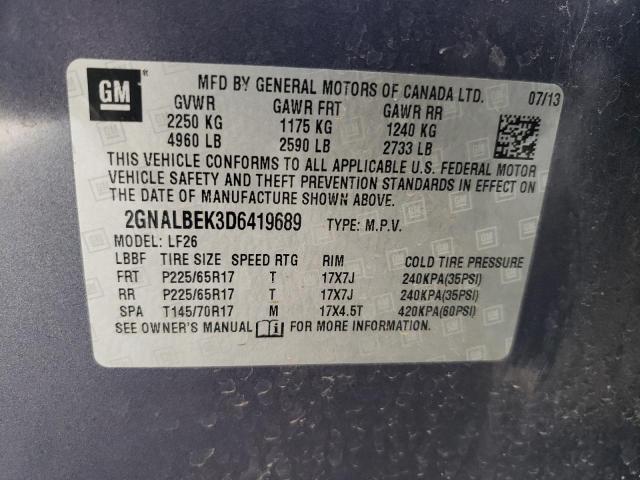 GM ®
MFD BY GENERAL MOTORS OF CANADA LTD. 07/13
GVWR GAWR FRT GAWR RR
2250 KG 1175 KG 1240 KG
4960 LB 2590 LB 2733 LB
THIS VEHICLE CONFORMS TO ALL APPLICABLE U.S. FEDERAL MOTOR
VEHICLE SAFETY AND THEFT PREVENTION STANDARDS IN EFFECT ON
THE DATE OF MANUFACTURE SHOWN ABOVE.
2GNALBEK3D6419689 TYPE: M.P.V.
MODEL: LF26
LBBF TIRE SIZE SPEED RTG RIM COLD TIRE PRESSURE
FRT P225/65R17 T 17X7J 240KPA(35PSI)
RR P225/65R17 T 17X7J 240KPA(35PSI)
SPA T145/70R17 M 17X4.5T 420KPA(60PSI)
SEE OWNER'S MANUAL FOR MORE INFORMATION.